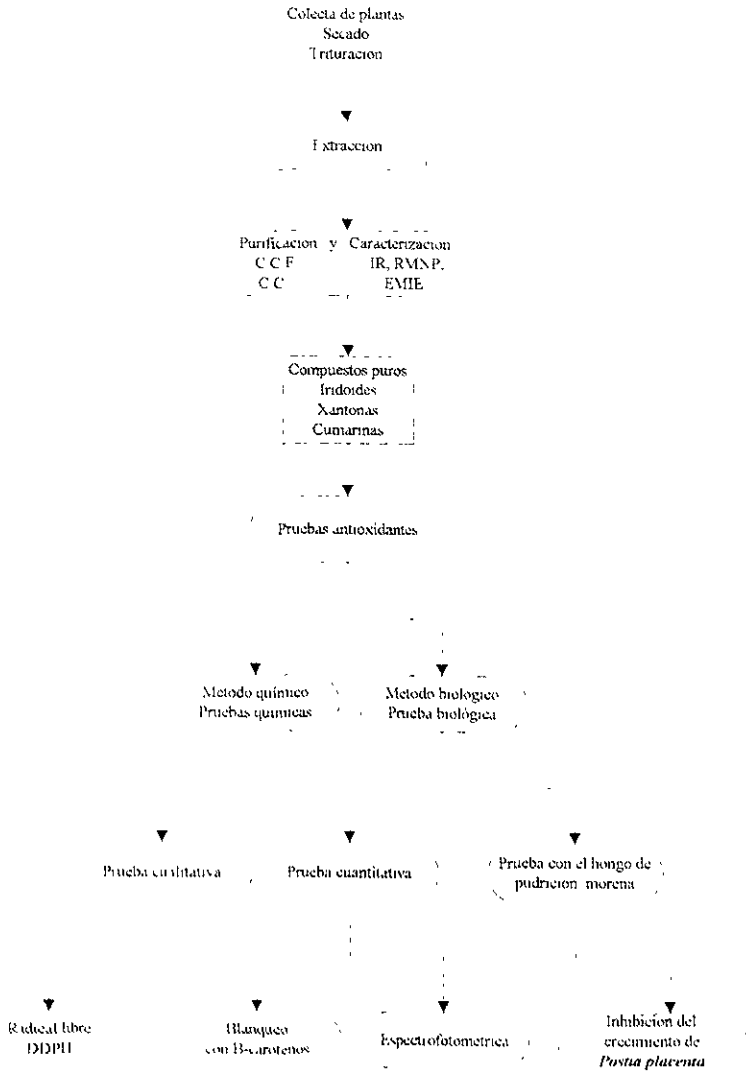 Colecta de plantas
Secado
Trituracion
Extraccion
Purificacion y Caracterizacion
C C F IR, RMNP,
C C EMIE
Compuestos puros
Iridoides
Xantonas
Cumarinas
Pruebas antioxidantes
Metodo químico
Pruebas quimicas
Metodo biologico
Prueba biológica
Prueba cualitativa
Prueba cuantitativa
Prueba con el hongo de
pudricion morena
Radical libre
DDPH
Blanqueo
con B-carotenos
Espectrofotometrica
Inhibicion del
crecimiento de
Postia placenta